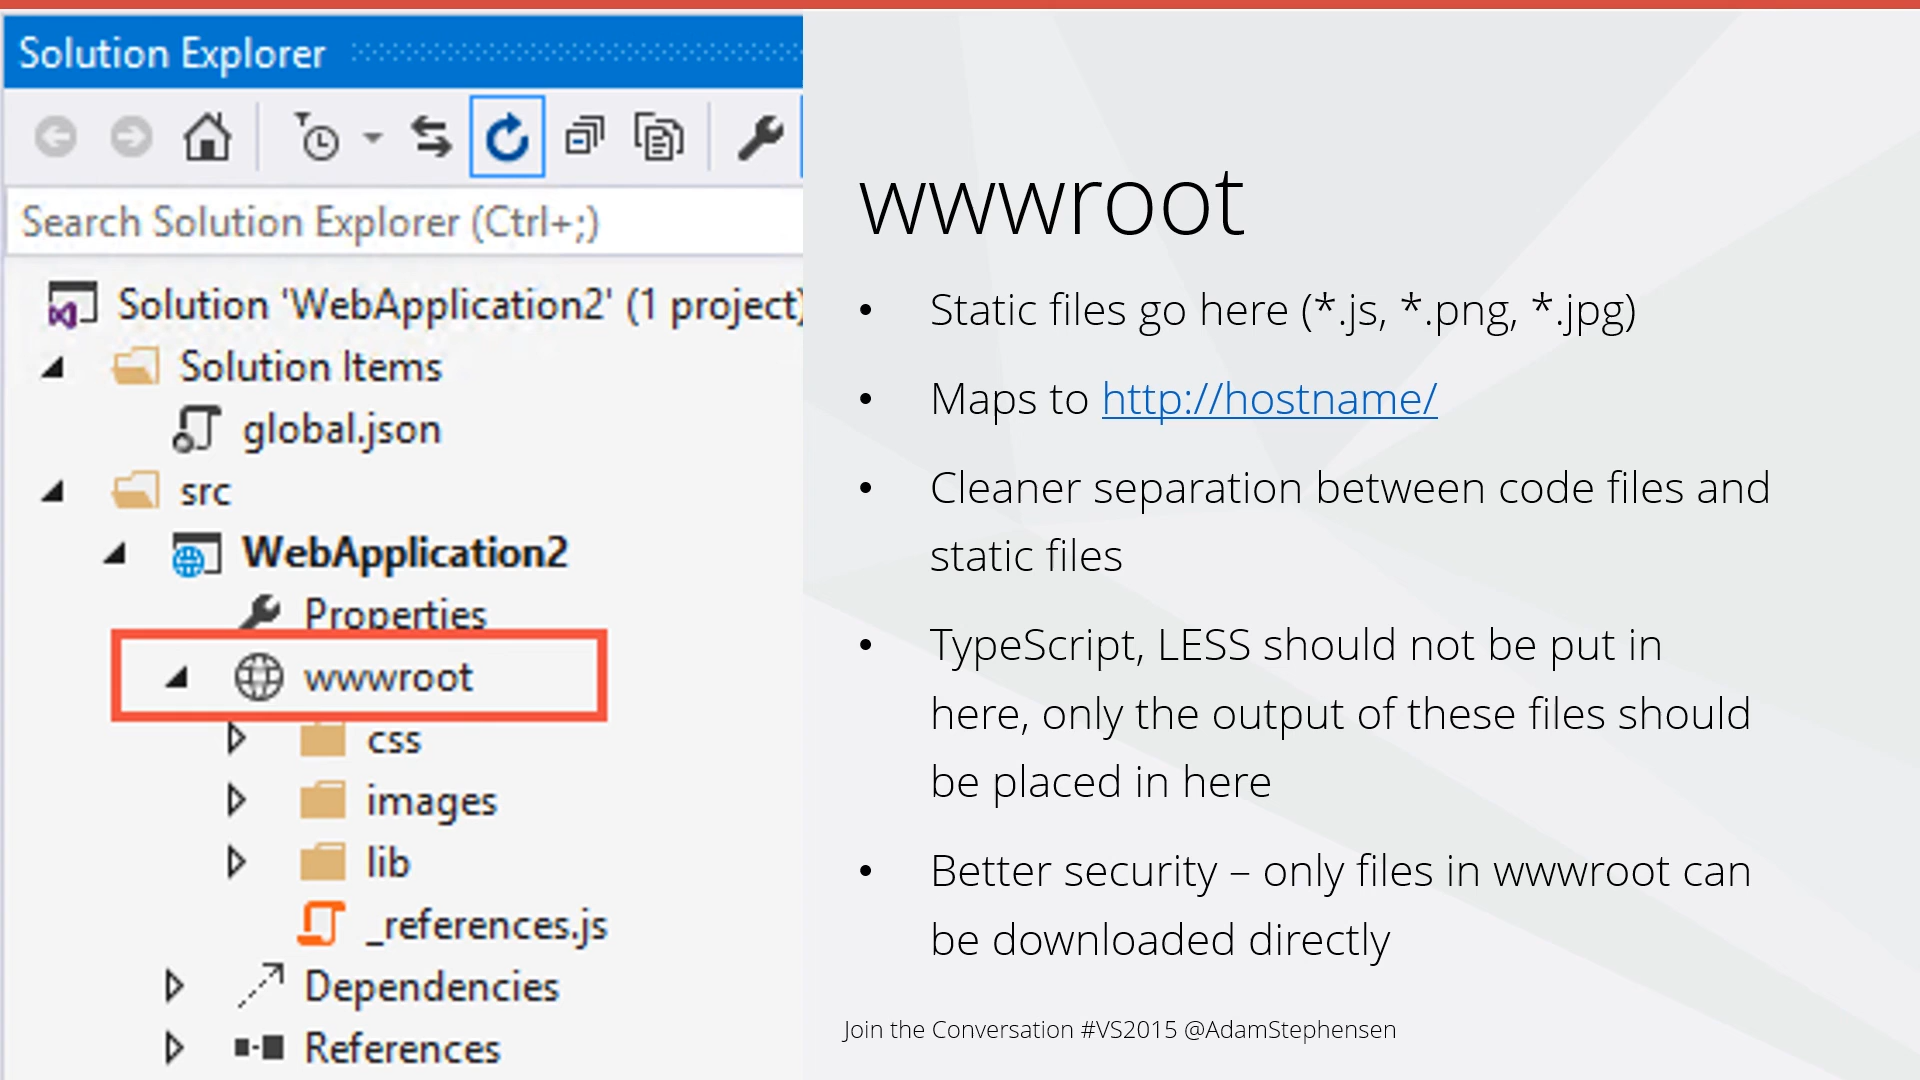 Solution Explorer
Search Solution Explorer (Ctrl+;)
Solution 'WebApplication2' (1 project)
Solution Items
global.json
src
WebApplication2
Properties
wwwroot
css
images
lib
_references.js
Dependencies
References
wwwroot
• Static files go here (*.js, *.png, *.jpg)
• Maps to http://hostname/
• Cleaner separation between code files and
static files
• TypeScript, LESS should not be put in
here, only the output of these files should
be placed in here
• Better security – only files in wwwroot can
be downloaded directly
Join the Conversation #VS2015 @AdamStephensen